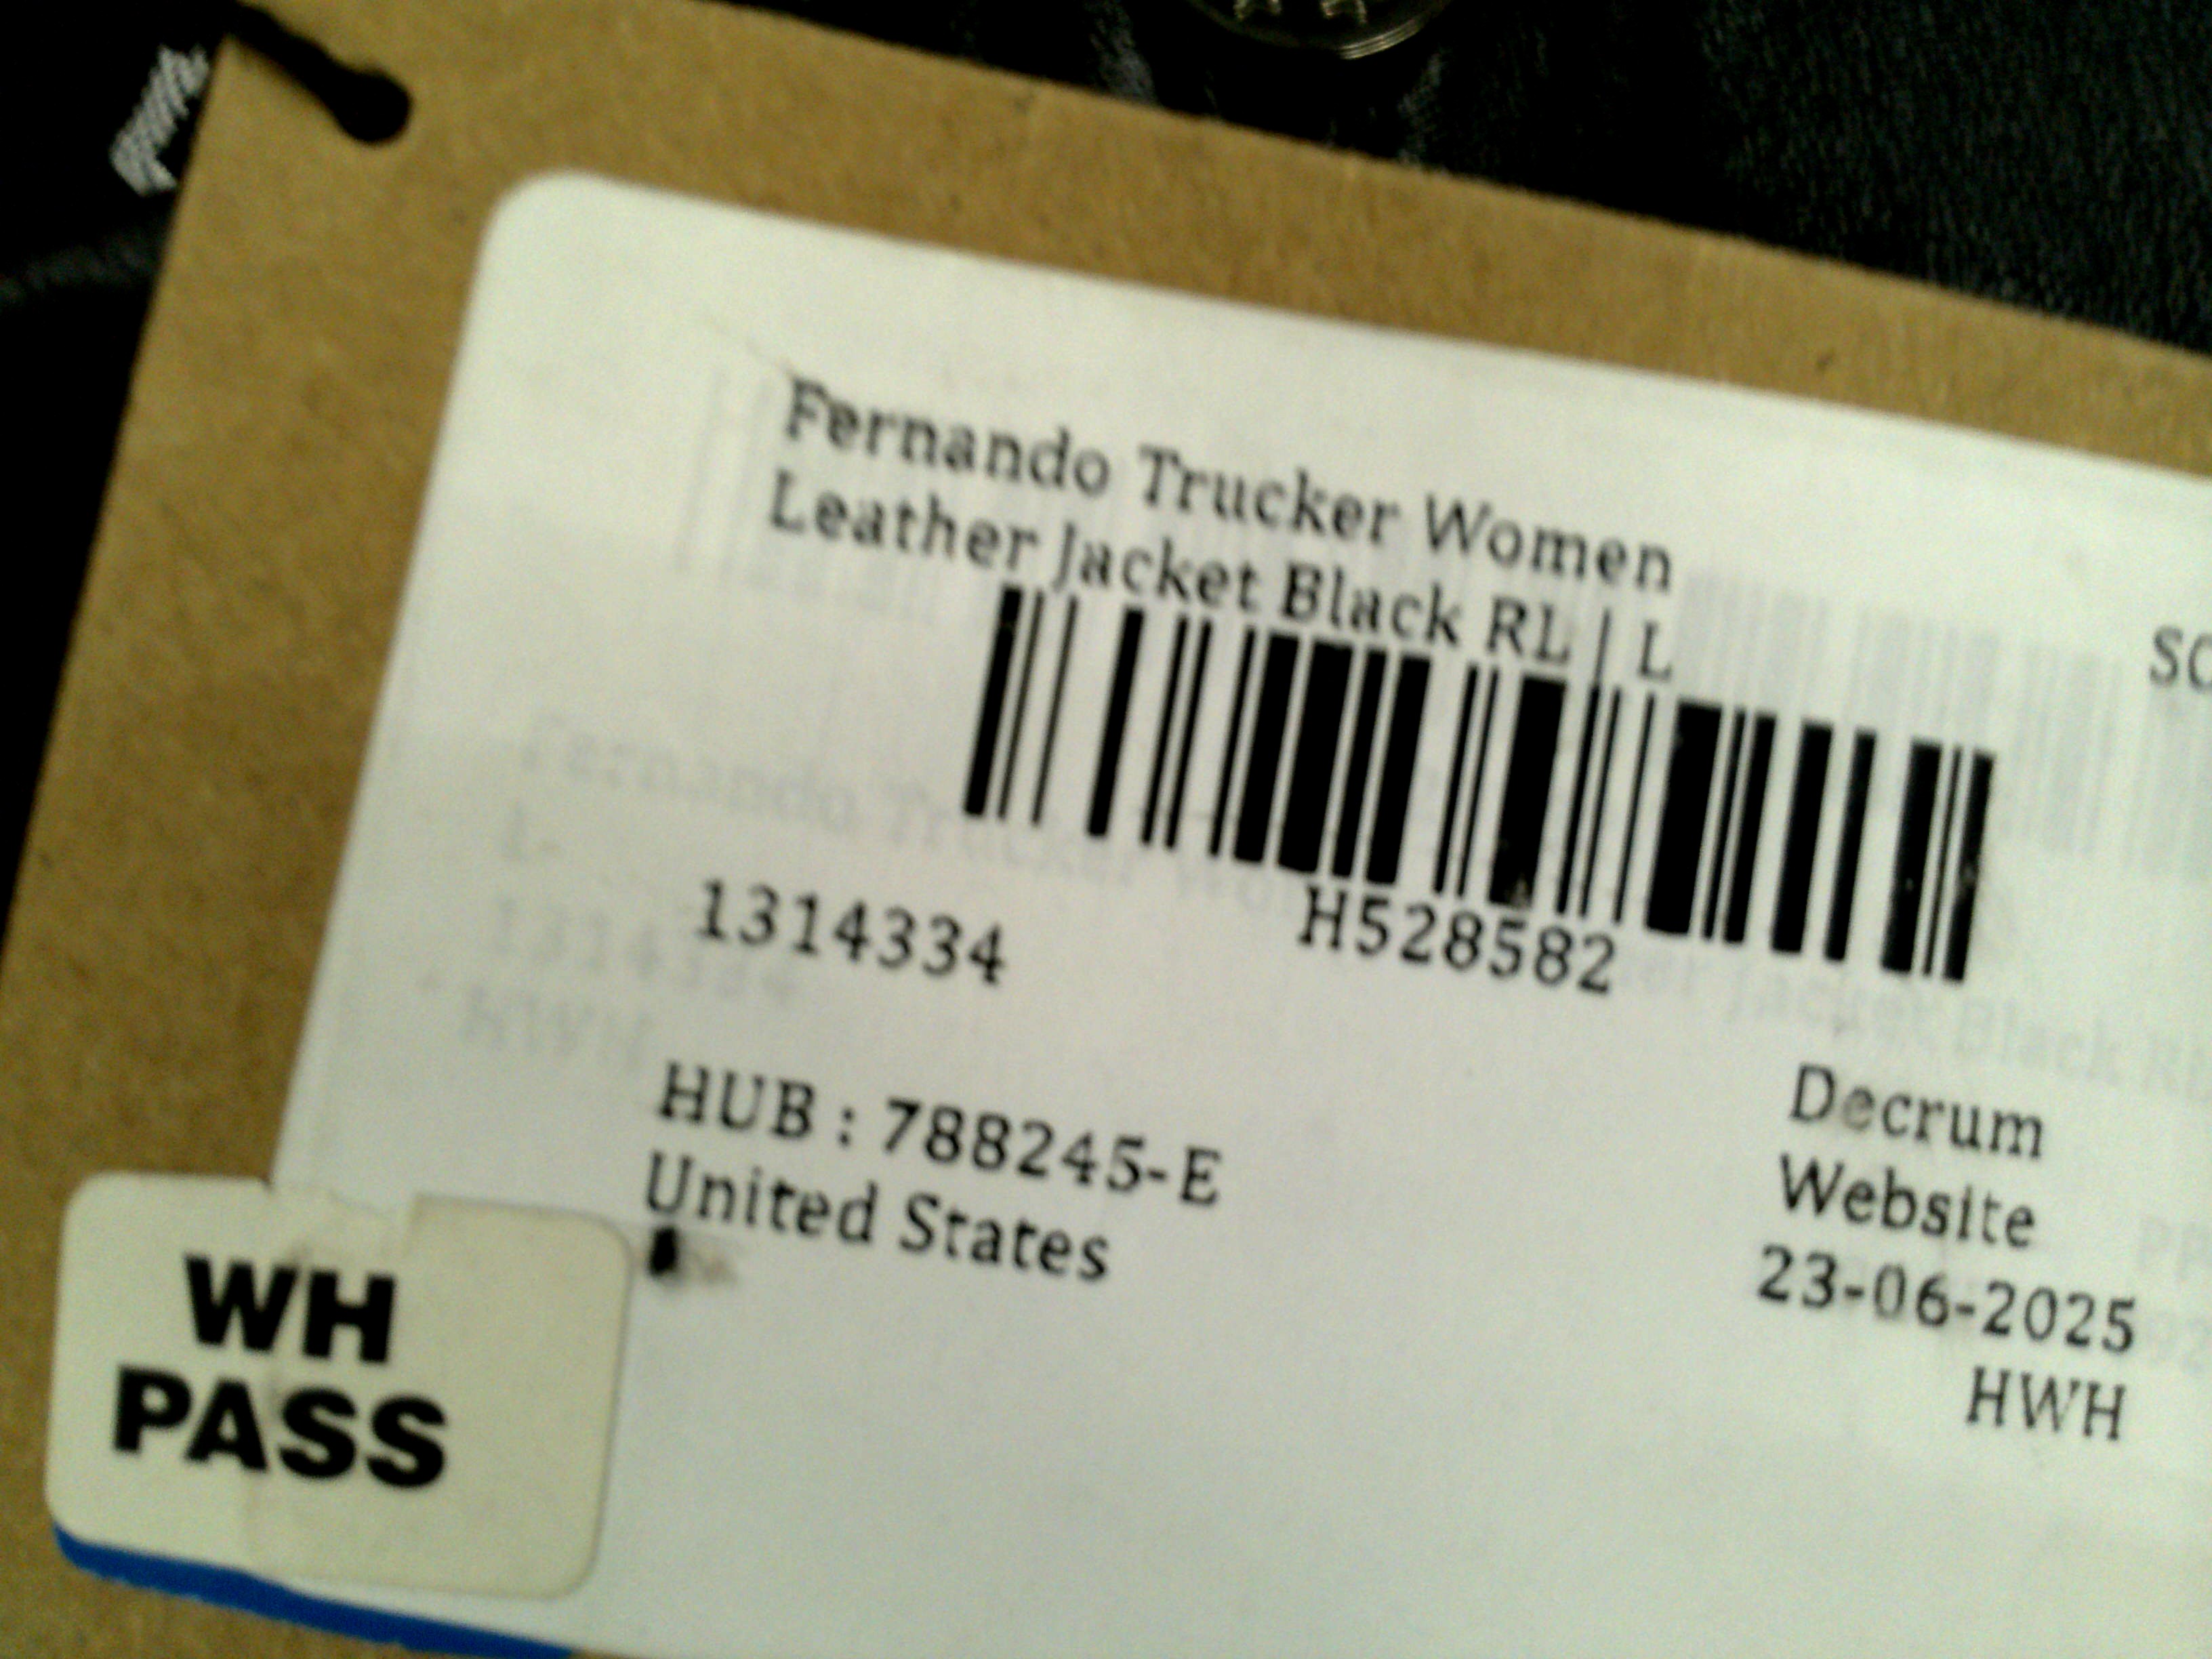 Fernando Trucker Women
Leather Jacket Black RL | L
1314334
H528582
HUB : 788245-E
United States
Decrum
Website
23-06-2025
HWH
WH
PASS